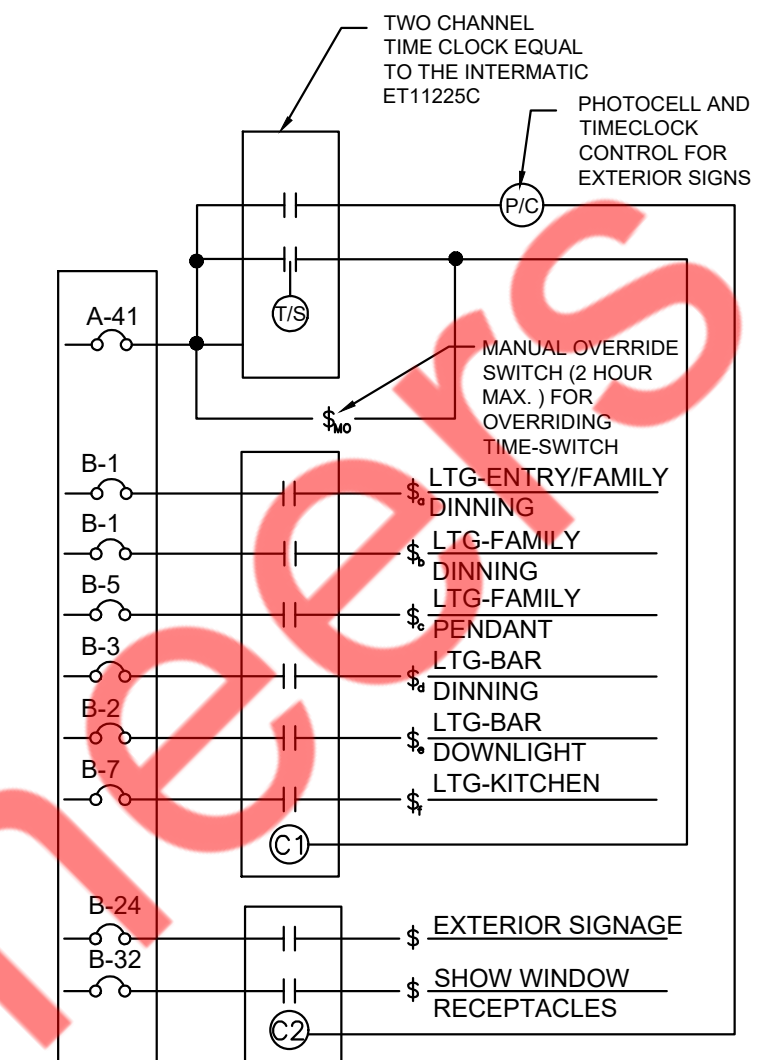 TWO CHANNEL
TIME CLOCK EQUAL
TO THE INTERMATIC
ET11225C
PHOTOCELL AND
TIMECLOCK
CONTROL FOR
EXTERIOR SIGNS
P/C
T/S
A-41
MANUAL OVERRIDE
SWITCH (2 HOUR
MAX. ) FOR
OVERRIDING
TIME-SWITCH
$MO
B-1
$a LTG-ENTRY/FAMILY
DINNING
B-1
$b LTG-FAMILY
DINNING
B-5
$c LTG-FAMILY
PENDANT
B-3
$d LTG-BAR
DINNING
B-2
$e LTG-BAR
DOWNLIGHT
B-7
$f LTG-KITCHEN
C1
B-24
$ EXTERIOR SIGNAGE
B-32
$ SHOW WINDOW
RECEPTACLES
C2
neers